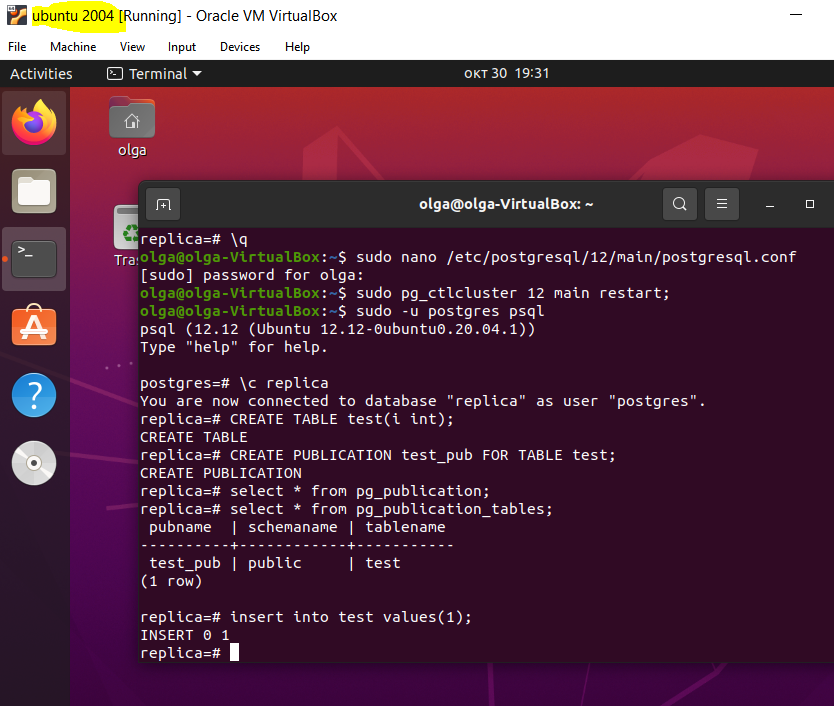 ubuntu 2004 [Running] - Oracle VM VirtualBox
File Machine View Input Devices Help
Activities Terminal окт 30 19:31
olga
Tras
olga@olga-VirtualBox: ~
replica=# \q
olga@olga-VirtualBox:~$ sudo nano /etc/postgresql/12/main/postgresql.conf
[sudo] password for olga:
olga@olga-VirtualBox:~$ sudo pg_ctlcluster 12 main restart;
olga@olga-VirtualBox:~$ sudo -u postgres psql
psql (12.12 (Ubuntu 12.12-0ubuntu0.20.04.1))
Type "help" for help.
postgres=# \c replica
You are now connected to database "replica" as user "postgres".
replica=# CREATE TABLE test(i int);
CREATE TABLE
replica=# CREATE PUBLICATION test_pub FOR TABLE test;
CREATE PUBLICATION
replica=# select * from pg_publication;
replica=# select * from pg_publication_tables;
 pubname  | schemaname | tablename
----------+------------+-----------
 test_pub | public     | test
(1 row)
replica=# insert into test values(1);
INSERT 0 1
replica=#